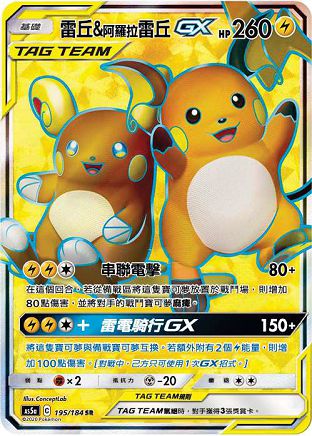 基礎 雷丘&阿羅拉雷丘GX HP260
TAG TEAM
串聯電擊 80+
在這個回合,若從備戰區將這隻寶可夢放置於戰鬥場,則增加
80點傷害,並將對手的戰鬥寶可夢麻痺。
+ 雷電騎行GX 150+
將這隻寶可夢與備戰寶可夢互換。若額外附有2個能量,則增加
100點傷害。[對戰中,己方只可使用1次GX招式。]
弱點 ×2 抵抗力 -20 撤退
Illus.ConceptLab
TAG TEAM規則
AS5a C 195/184 SR
TAG TEAM氣絕時,對手獲得3張獎賞卡。
©2020 Pokémon